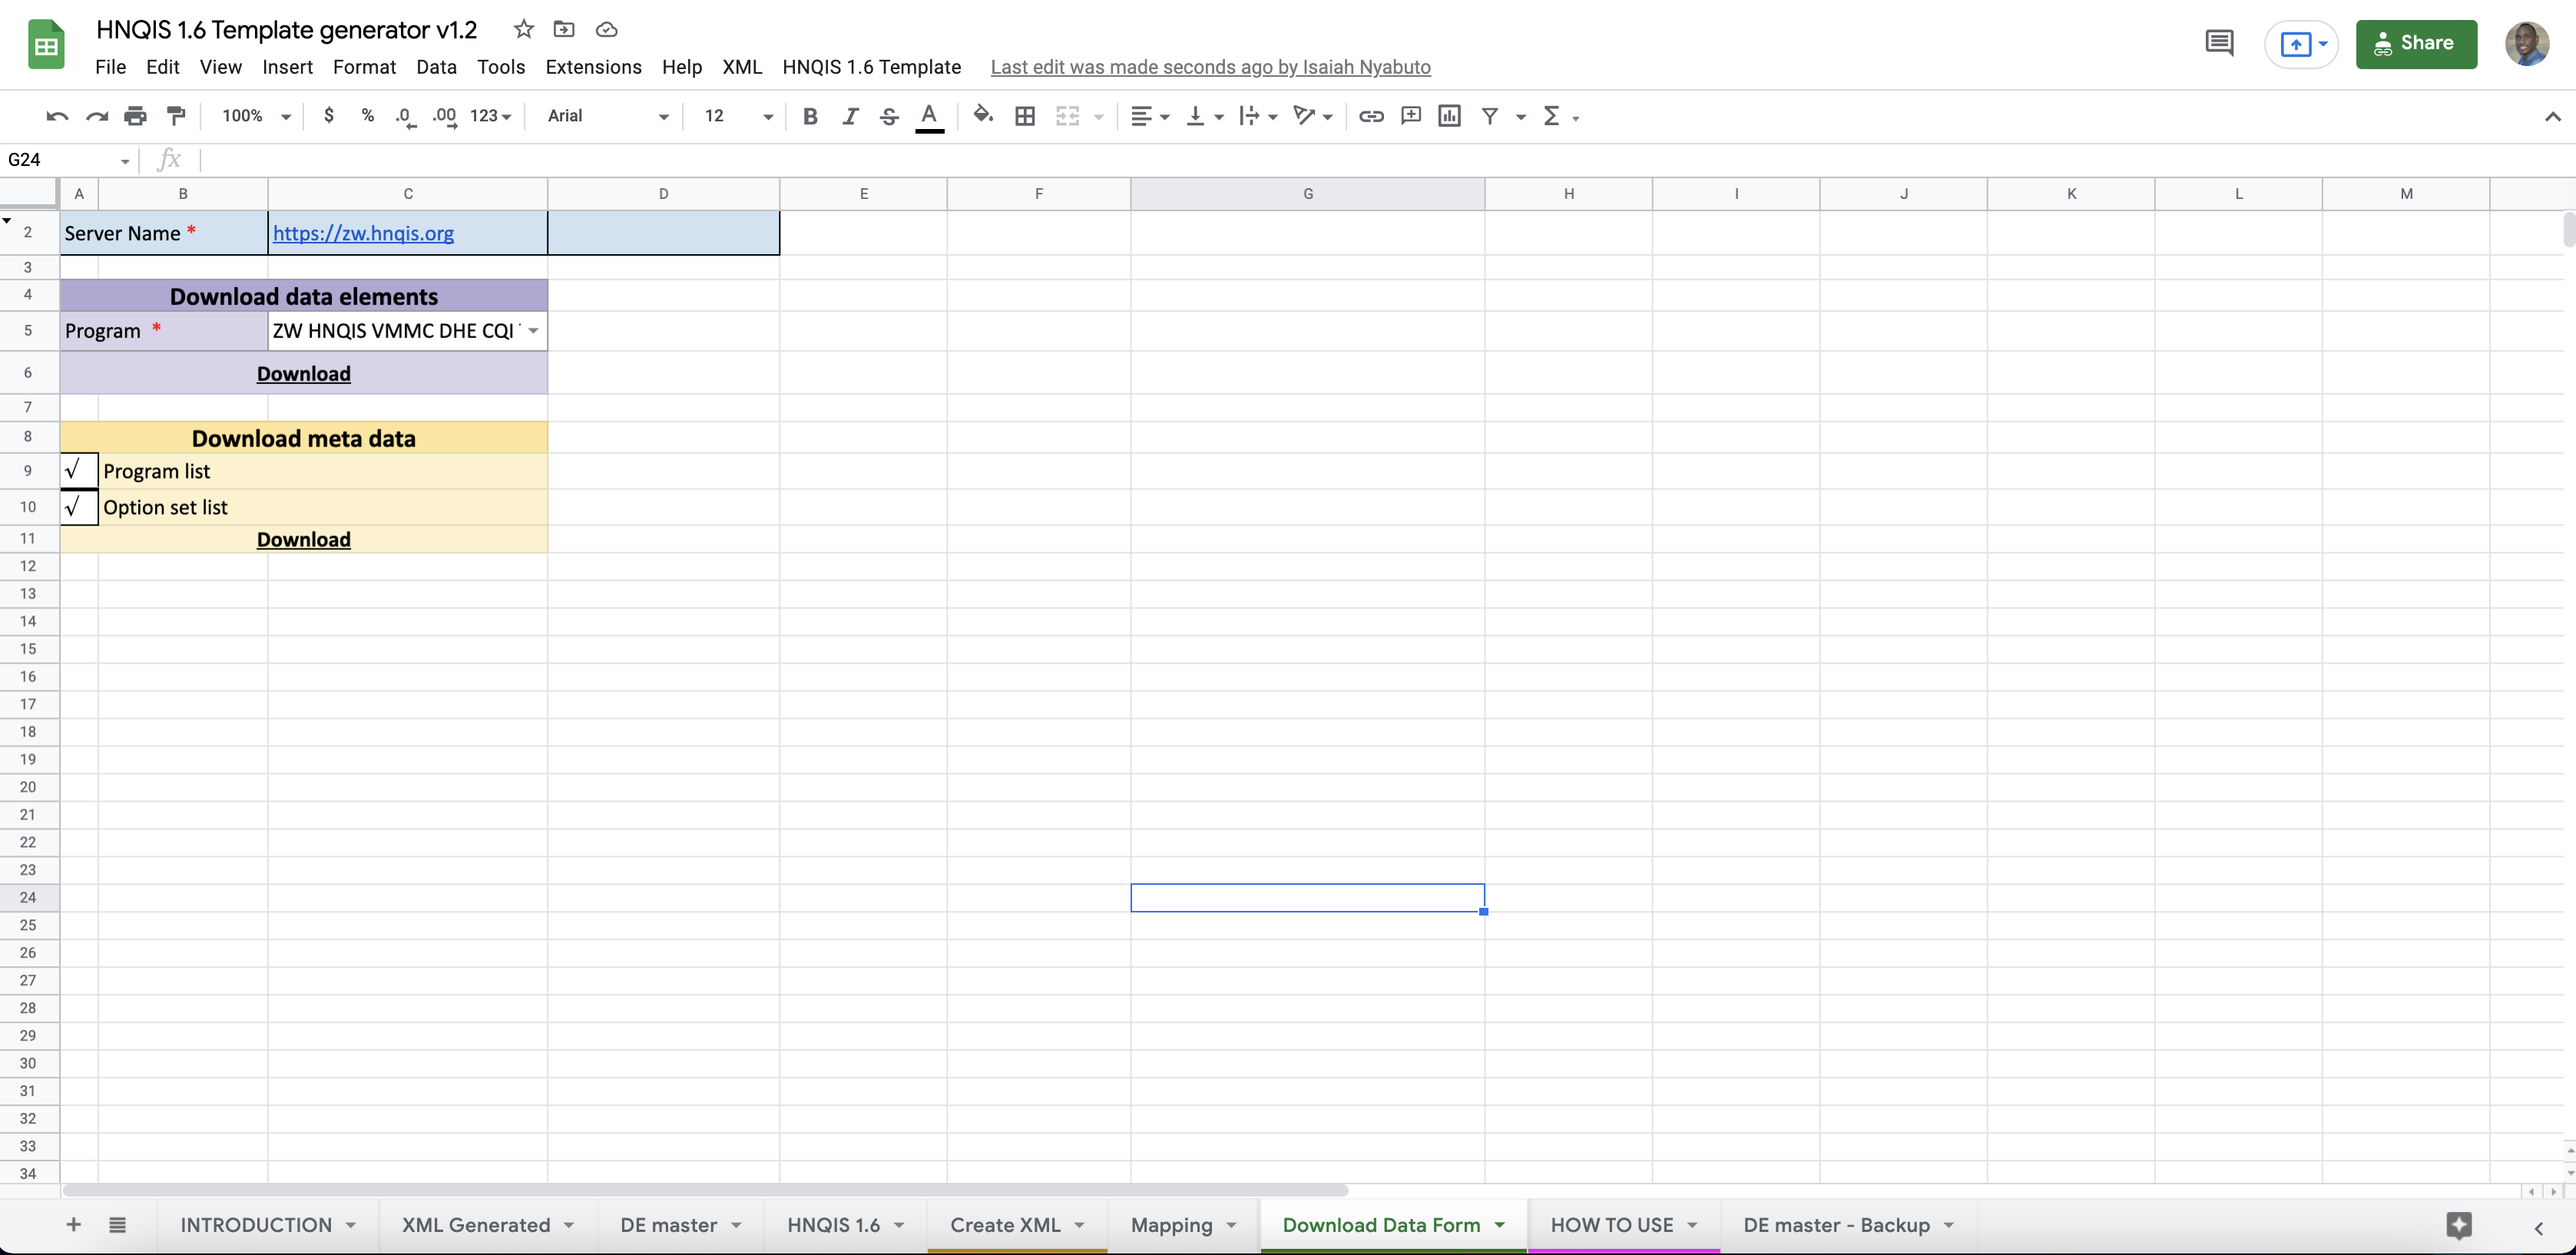 HNQIS 1.6 Template generator v1.2
File Edit View Insert Format Data Tools Extensions Help XML HNQIS 1.6 Template Last edit was made seconds ago by Isaiah Nyabuto
Share
100% $ % .0 .00 123 Arial 12 B I S A
G24 fx
A B C D E F G H I J K L M
2 Server Name * https://zw.hnqis.org
3
4 Download data elements
5 Program * ZW HNQIS VMMC DHE CQI
6 Download
7
8 Download meta data
9 √ Program list
10 √ Option set list
11 Download
12
13
14
15
16
17
18
19
20
21
22
23
24
25
26
27
28
29
30
31
32
33
34
+ INTRODUCTION XML Generated DE master HNQIS 1.6 Create XML Mapping Download Data Form HOW TO USE DE master - Backup